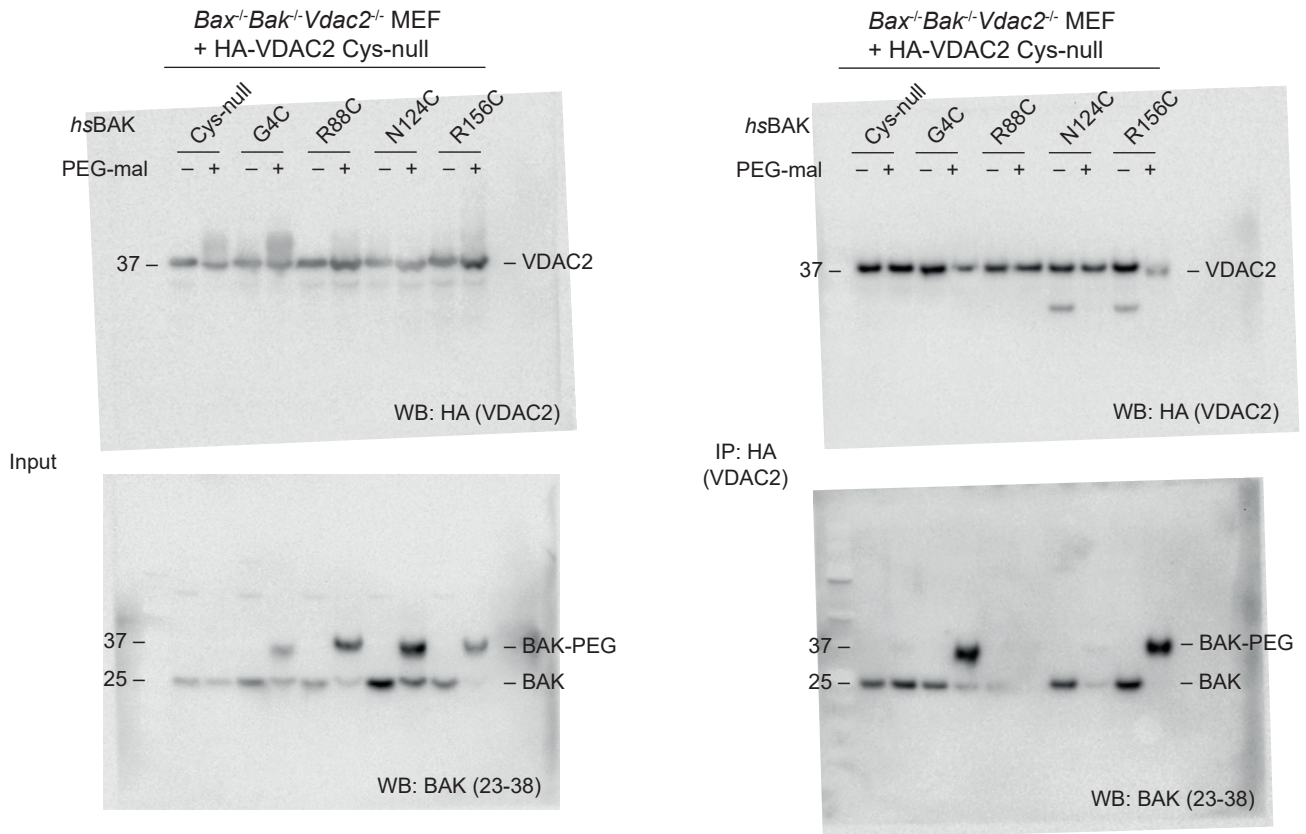 Bax-/-Bak-/-Vdac2-/- MEF
+ HA-VDAC2 Cys-null
hsBAK Cys-null G4C R88C N124C R156C
PEG-mal – + – + – + – + – +
37 – – VDAC2
WB: HA (VDAC2)
Input
37 – – BAK-PEG
25 – – BAK
WB: BAK (23-38)
Bax-/-Bak-/-Vdac2-/- MEF
+ HA-VDAC2 Cys-null
hsBAK Cys-null G4C R88C N124C R156C
PEG-mal – + – + – + – + – +
37 – – VDAC2
WB: HA (VDAC2)
IP: HA
(VDAC2)
37 – – BAK-PEG
25 – – BAK
WB: BAK (23-38)